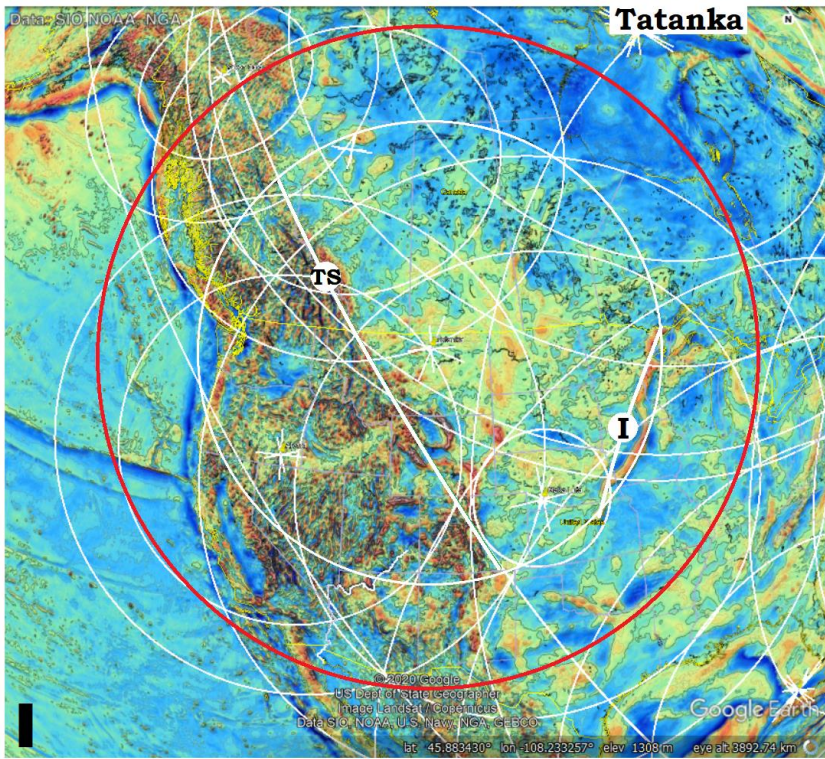 Data: SIO NOAA, NGA
Tatanka
N
TS
I
© 2020 Google
US Dept of State Geographer
Image Landsat / Copernicus
Data SIO, NOAA, U.S. Navy, NGA, GEBCO
Google Earth
lat 45.883430° lon -108.233257° elev 1308 m eye alt 3892.74 km